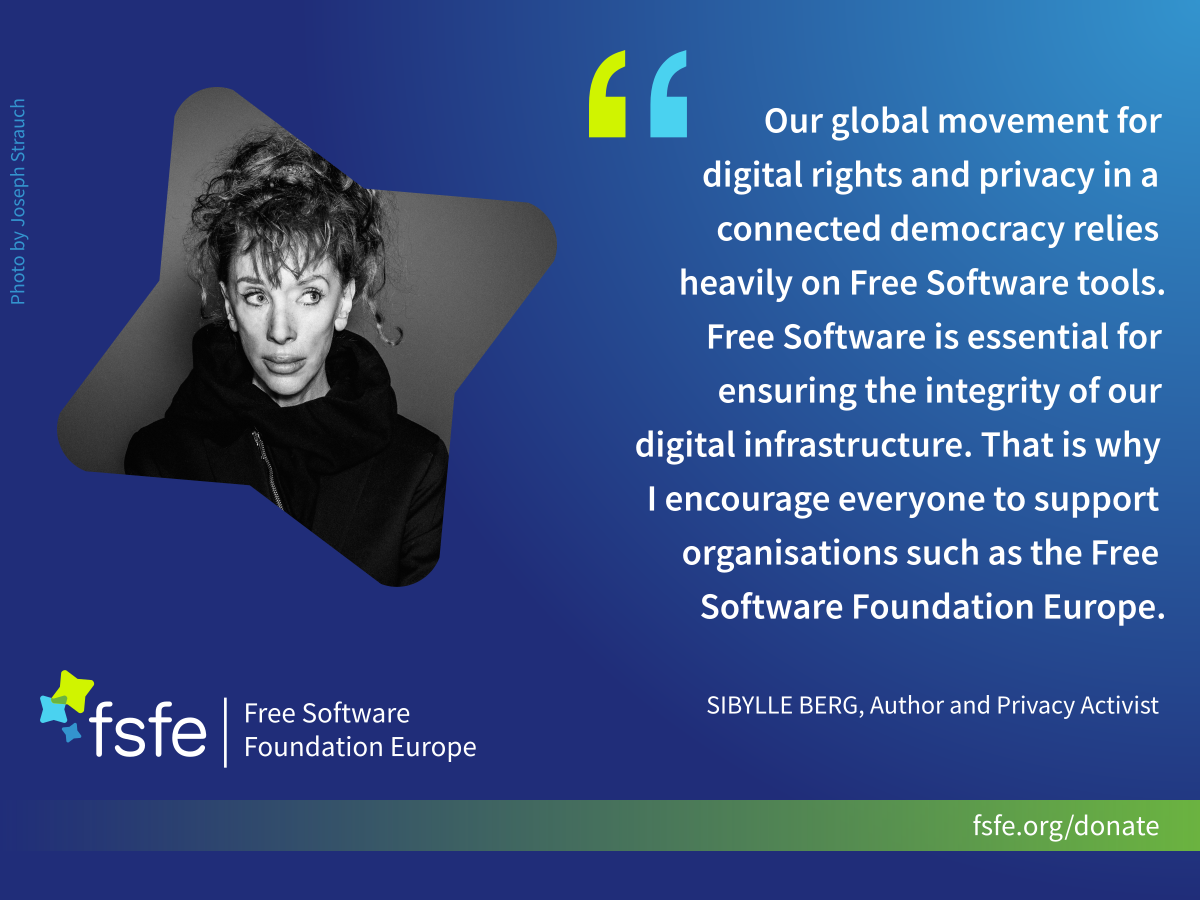 Photo by Joseph Strauch
Our global movement for
digital rights and privacy in a
connected democracy relies
heavily on Free Software tools.
Free Software is essential for
ensuring the integrity of our
digital infrastructure. That is why
I encourage everyone to support
organisations such as the Free
Software Foundation Europe.
SIBYLLE BERG, Author and Privacy Activist
fsfe
Free Software
Foundation Europe
fsfe.org/donate